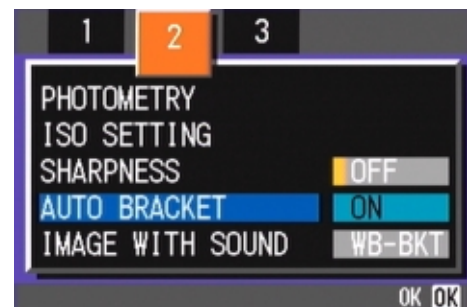 1 2 3
PHOTOMETRY
ISO SETTING
SHARPNESS OFF
AUTO BRACKET ON
IMAGE WITH SOUND WB-BKT
OK OK